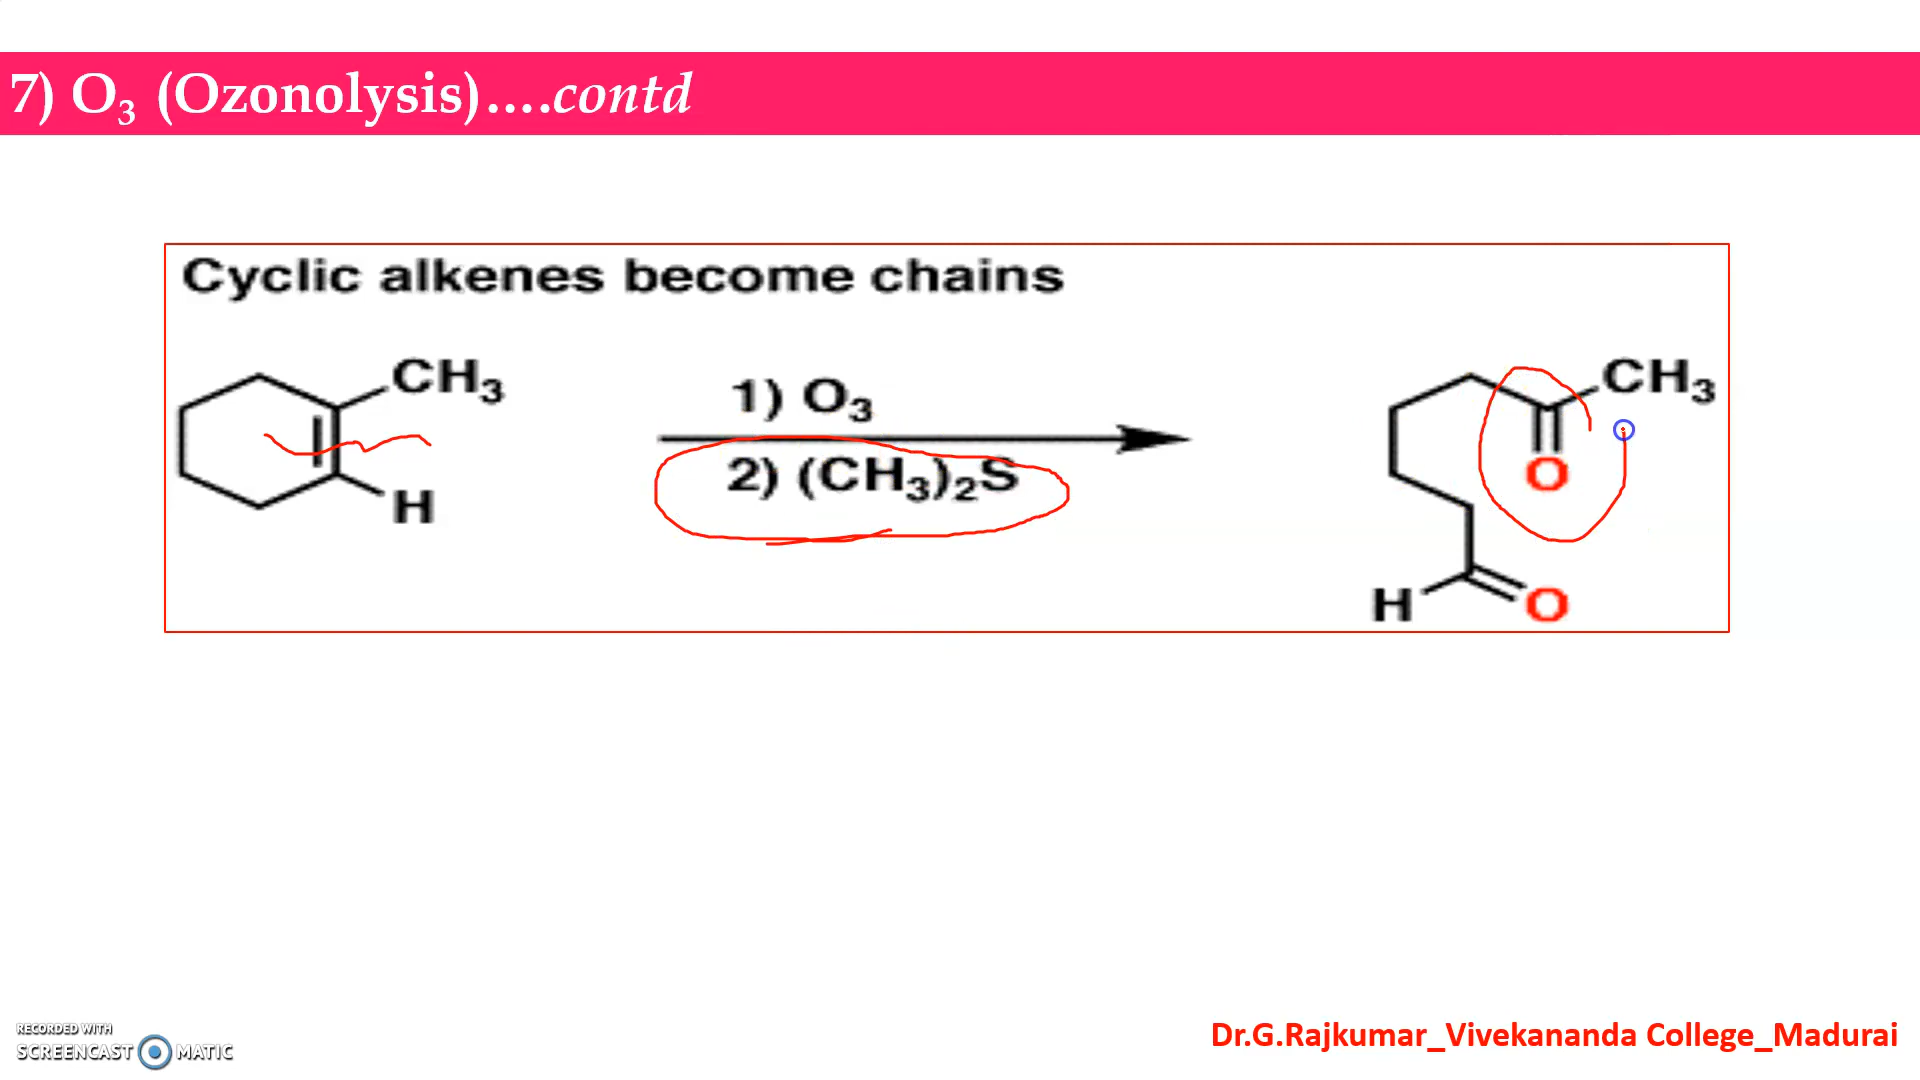 7) O₃ (Ozonolysis)....contd
Cyclic alkenes become chains
CH₃
H
1) O₃
2) (CH₃)₂S
CH₃
O
H
O
RECORDED WITH
SCREENCAST MATIC
Dr.G.Rajkumar_Vivekananda College_Madurai